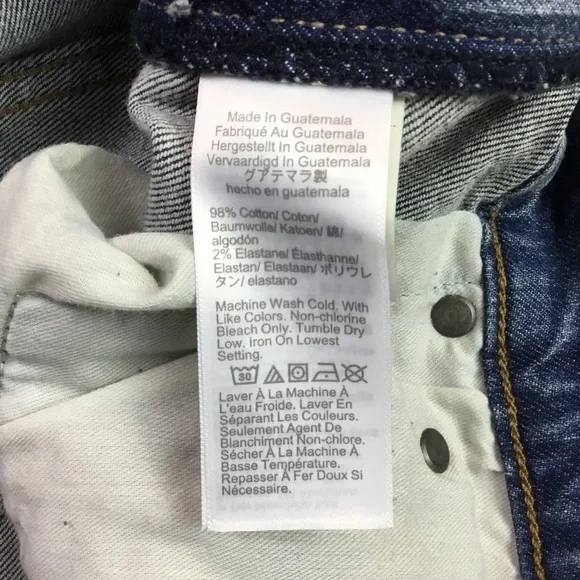 Made In Guatemala
Fabriqué Au Guatemala
Hergestellt In Guatemala
Vervaardigd In Guatemala
グアテマラ製
hecho en guatemala
98% Cotton/ Coton/
Baumwolle/ Katoen/ 綿/
algodón
2% Elastane/ Élasthanne/
Elastan/ Elastaan/ ポリウレ
タン/ elastano
Machine Wash Cold, With
Like Colors. Non-chlorine
Bleach Only. Tumble Dry
Low. Iron On Lowest
Setting.
30
Laver À La Machine À
L'eau Froide. Laver En
Séparant Les Couleurs.
Seulement Agent De
Blanchiment Non-chlore.
Sécher À La Machine À
Basse Température.
Repasser À Fer Doux Si
Nécessaire.